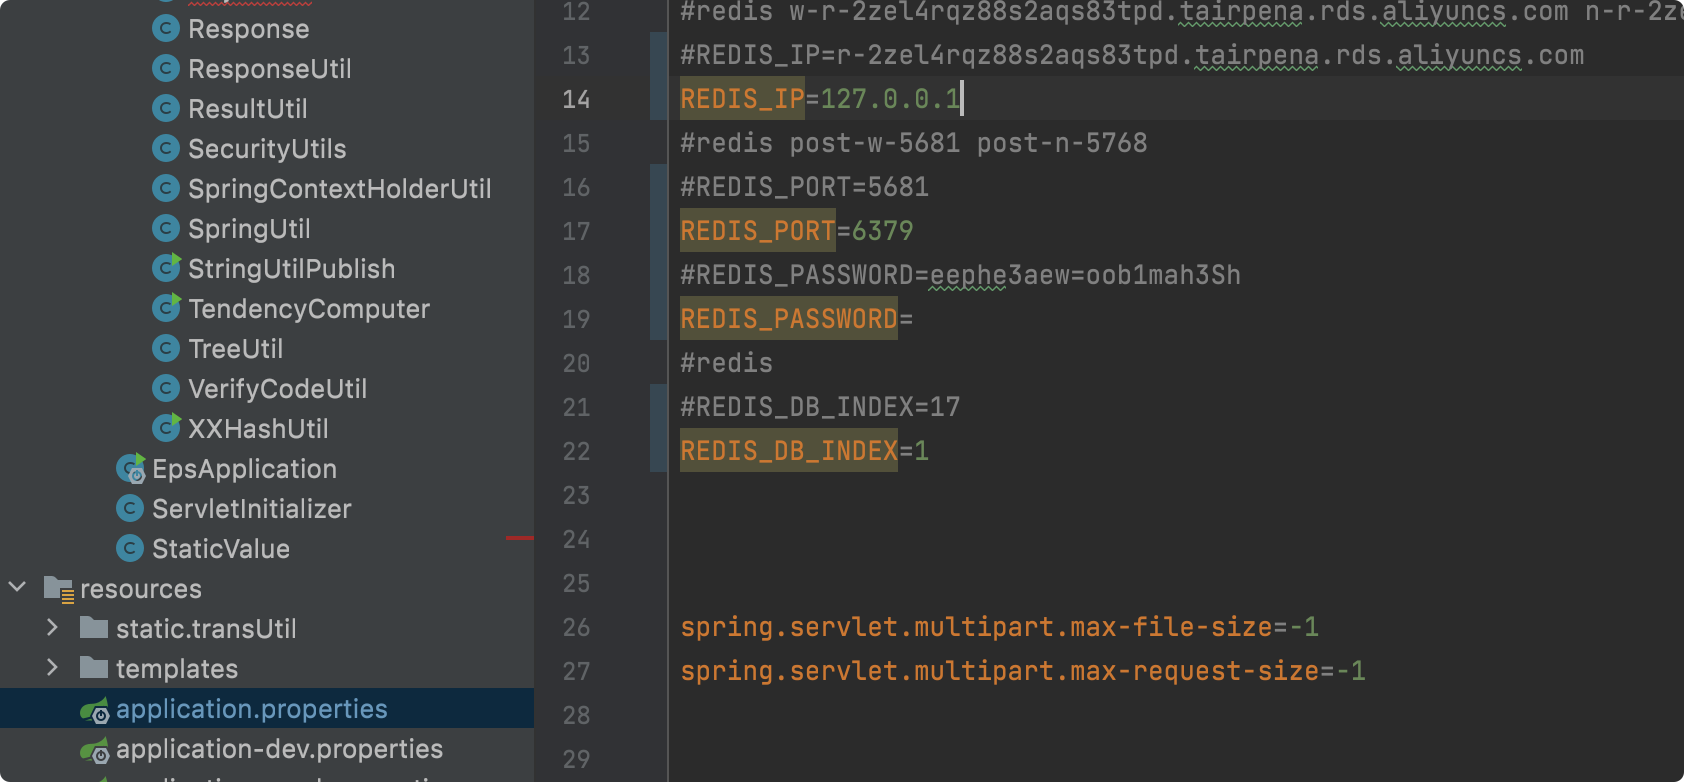 Response
ResponseUtil
ResultUtil
SecurityUtils
SpringContextHolderUtil
SpringUtil
StringUtilPublish
TendencyComputer
TreeUtil
VerifyCodeUtil
XXHashUtil
EpsApplication
ServletInitializer
StaticValue
resources
static.transUtil
templates
application.properties
application-dev.properties
12 #redis w-r-2zel4rqz88s2aqs83tpd.tairpena.rds.aliyuncs.com n-r-2ze
13 #REDIS_IP=r-2zel4rqz88s2aqs83tpd.tairpena.rds.aliyuncs.com
14 REDIS_IP=127.0.0.1
15 #redis post-w-5681 post-n-5768
16 #REDIS_PORT=5681
17 REDIS_PORT=6379
18 #REDIS_PASSWORD=eephe3aew=oob1mah3Sh
19 REDIS_PASSWORD=
20 #redis
21 #REDIS_DB_INDEX=17
22 REDIS_DB_INDEX=1
23
24
25
26 spring.servlet.multipart.max-file-size=-1
27 spring.servlet.multipart.max-request-size=-1
28
29